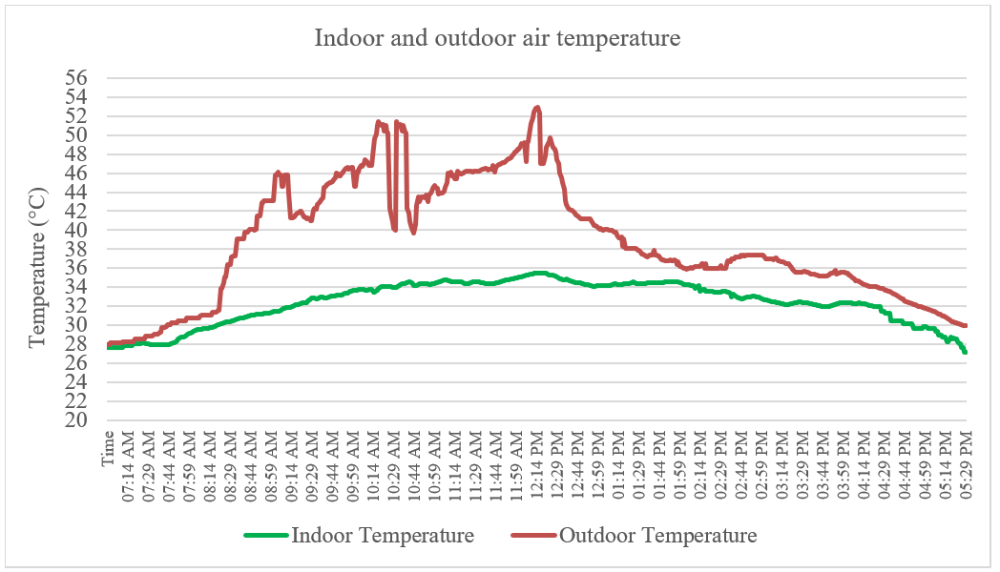 Indoor and outdoor air temperature
Temperature (°C)
56
54
52
50
48
46
44
42
40
38
36
34
32
30
28
26
24
22
20
Time
07:14 AM
07:29 AM
07:44 AM
07:59 AM
08:14 AM
08:29 AM
08:44 AM
08:59 AM
09:14 AM
09:29 AM
09:44 AM
09:59 AM
10:14 AM
10:29 AM
10:44 AM
10:59 AM
11:14 AM
11:29 AM
11:44 AM
11:59 AM
12:14 PM
12:29 PM
12:44 PM
12:59 PM
01:14 PM
01:29 PM
01:44 PM
01:59 PM
02:14 PM
02:29 PM
02:44 PM
02:59 PM
03:14 PM
03:29 PM
03:44 PM
03:59 PM
04:14 PM
04:29 PM
04:44 PM
04:59 PM
05:14 PM
05:29 PM
Indoor Temperature
Outdoor Temperature